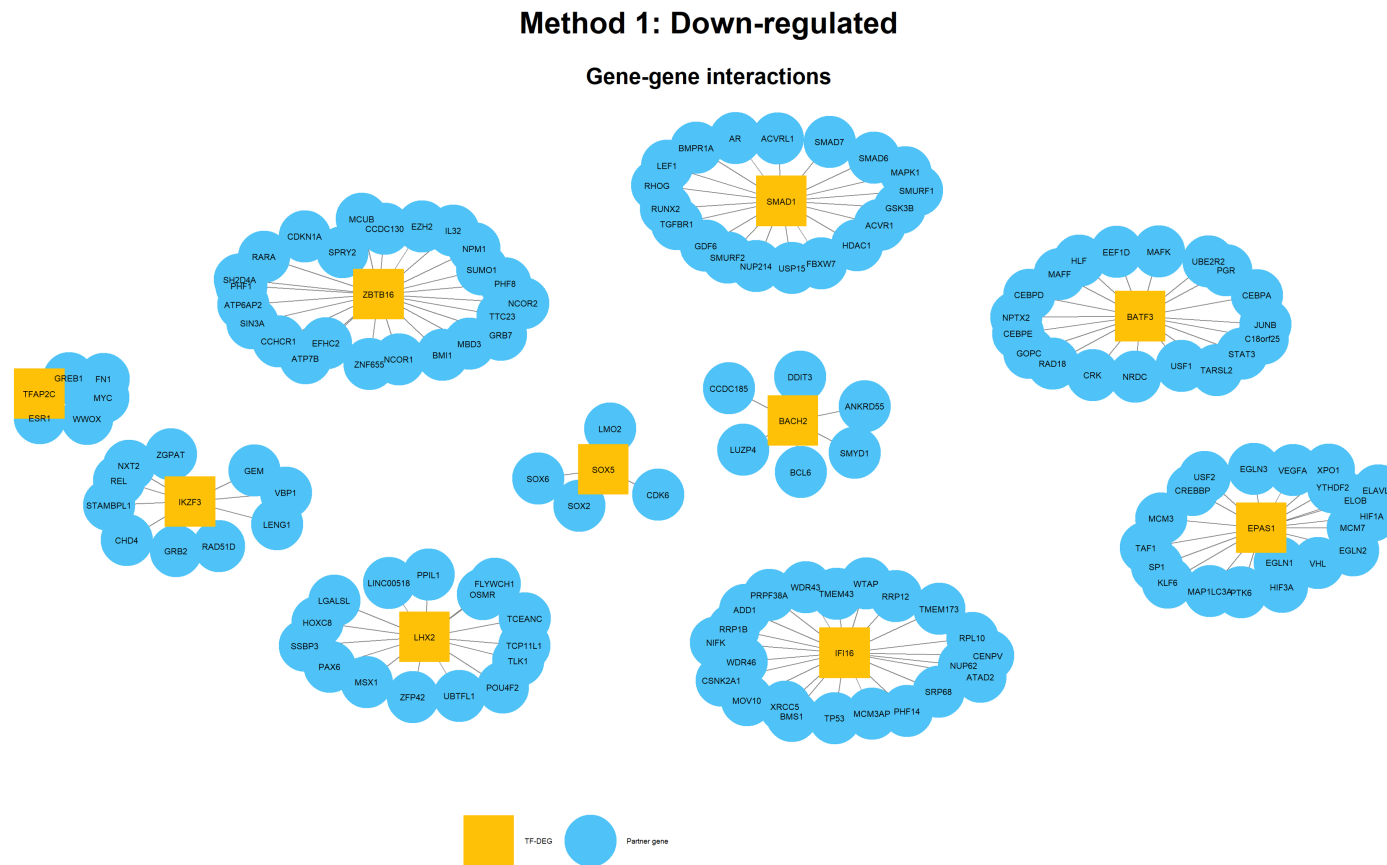 Method 1: Down-regulated
Gene-gene interactions
AR
ACVRL1
SMAD7
BMPR1A
SMAD6
LEF1
MAPK1
RHOG
SMURF1
SMAD1
RUNX2
GSK3B
TGFBR1
ACVR1
GDF6
HDAC1
SMURF2
FBXW7
NUP214
USP15
MCUB
CCDC130
EZH2
IL32
CDKN1A
SPRY2
NPM1
RARA
SUMO1
SH2D4A
PHF1
PHF8
ZBTB16
ATP6AP2
NCOR2
SIN3A
TTC23
CCHCR1
EFHC2
GRB7
ATP7B
ZNF655
NCOR1
BMI1
MBD3
EEF1D
MAFK
HLF
UBE2R2
MAFF
PGR
CEBPD
CEBPA
NPTX2
BATF3
JUNB
CEBPE
C18orf25
GOPC
STAT3
RAD18
USF1
TARSL2
CRK
NRDC
GREB1
FN1
TFAP2C
MYC
ESR1
WWOX
DDIT3
CCDC185
ANKRD55
BACH2
LUZP4
SMYD1
BCL6
LMO2
SOX5
SOX6
SOX2
CDK6
ZGPAT
NXT2
GEM
REL
VBP1
STAMBPL1
IKZF3
LENG1
CHD4
GRB2
RAD51D
EGLN3
VEGFA
XPO1
USF2
YTHDF2
CREBBP
ELAVL
ELOB
MCM3
HIF1A
EPAS1
MCM7
TAF1
EGLN2
SP1
EGLN1
VHL
KLF6
MAP1LC3A
PTK6
HIF3A
PPIL1
LINC00518
FLYWCH1
OSMR
LGALSL
HOXC8
TCEANC
LHX2
SSBP3
TCP11L1
TLK1
PAX6
MSX1
POU4F2
ZFP42
UBTFL1
WDR43
WTAP
PRPF38A
TMEM43
RRP12
ADD1
TMEM173
RRP1B
NIFK
RPL10
IFI16
CENPV
WDR46
NUP62
CSNK2A1
ATAD2
MOV10
SRP68
XRCC5
PHF14
BMS1
TP53
MCM3AP
TF-DEG
Partner gene